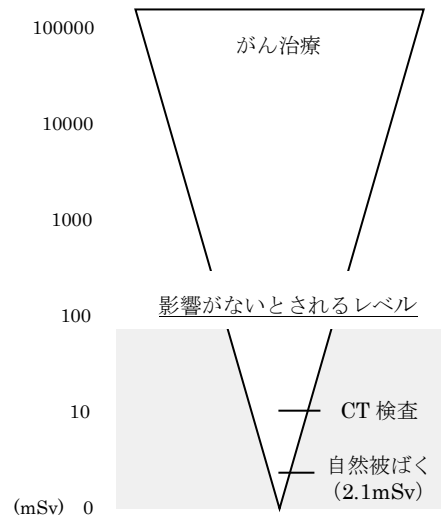 100000
がん治療
10000
1000
影響がないとされるレベル
100
10
CT 検査
自然被ばく
（2.1mSv）
(mSv) 0